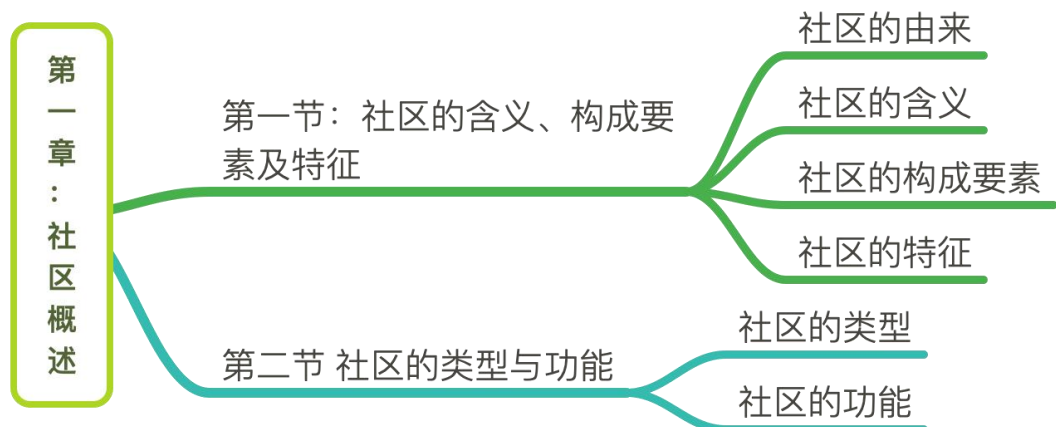 第一章：社区概述
第一节：社区的含义、构成要
素及特征
社区的由来
社区的含义
社区的构成要素
社区的特征
第二节 社区的类型与功能
社区的类型
社区的功能